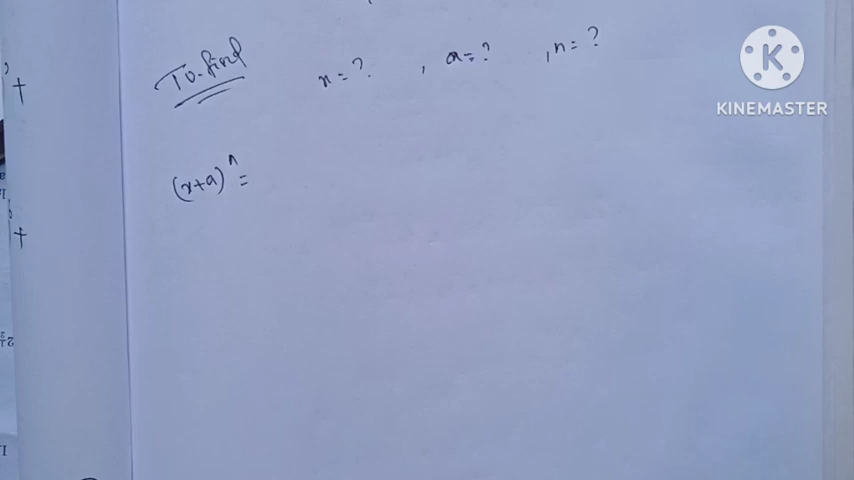 To find x = ? , a = ? , n = ?
KINEMASTER
(x+a)^n =